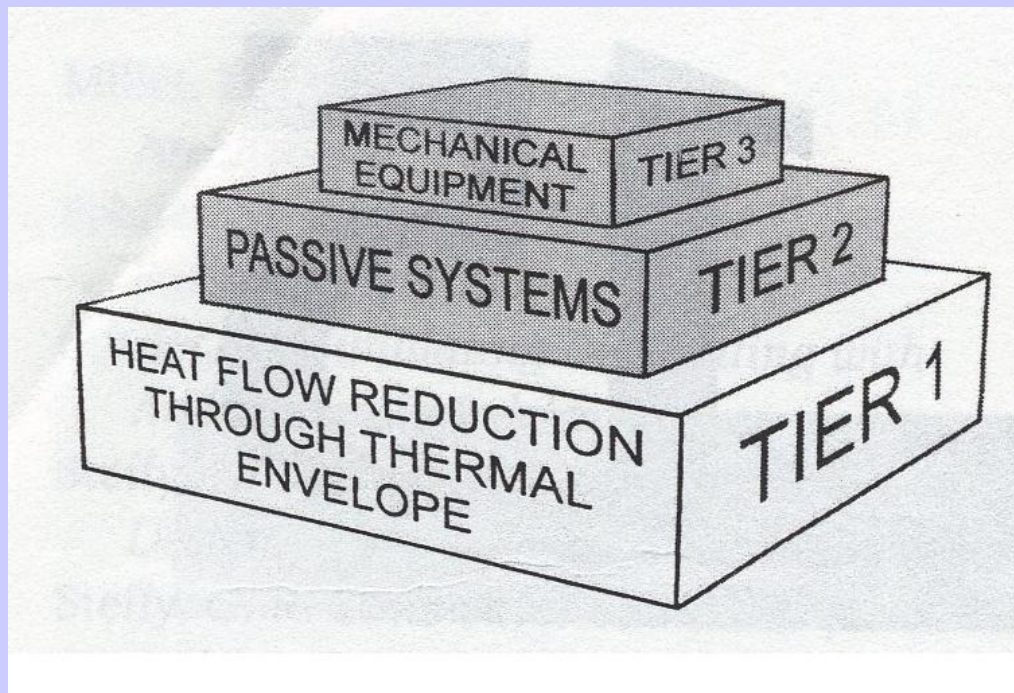 MECHANICAL
EQUIPMENT
TIER 3
PASSIVE SYSTEMS
TIER 2
HEAT FLOW REDUCTION
THROUGH THERMAL
ENVELOPE
TIER 1